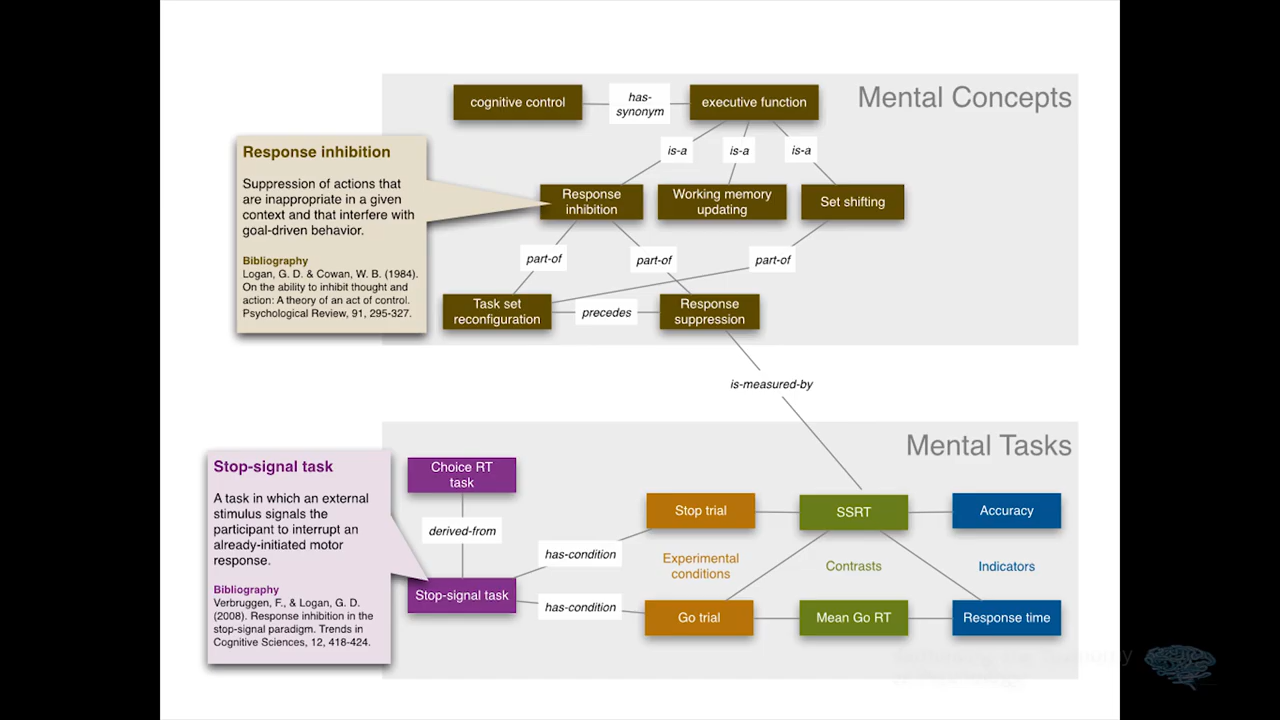 Mental Concepts
cognitive control
has-
synonym
executive function
is-a
is-a
is-a
Response inhibition
Suppression of actions that
are inappropriate in a given
context and that interfere with
goal-driven behavior.
Bibliography
Logan, G. D. & Cowan, W. B. (1984).
On the ability to inhibit thought and
action: A theory of an act of control.
Psychological Review, 91, 295-327.
Response
inhibition
Working memory
updating
Set shifting
part-of
part-of
part-of
Task set
reconfiguration
precedes
Response
suppression
is-measured-by
Mental Tasks
Stop-signal task
A task in which an external
stimulus signals the
participant to interrupt an
already-initiated motor
response.
Bibliography
Verbruggen, F., & Logan, G. D.
(2008). Response inhibition in the
stop-signal paradigm. Trends in
Cognitive Sciences, 12, 418-424.
Choice RT
task
derived-from
Stop-signal task
has-condition
has-condition
Stop trial
SSRT
Accuracy
Experimental
conditions
Contrasts
Indicators
Go trial
Mean Go RT
Response time